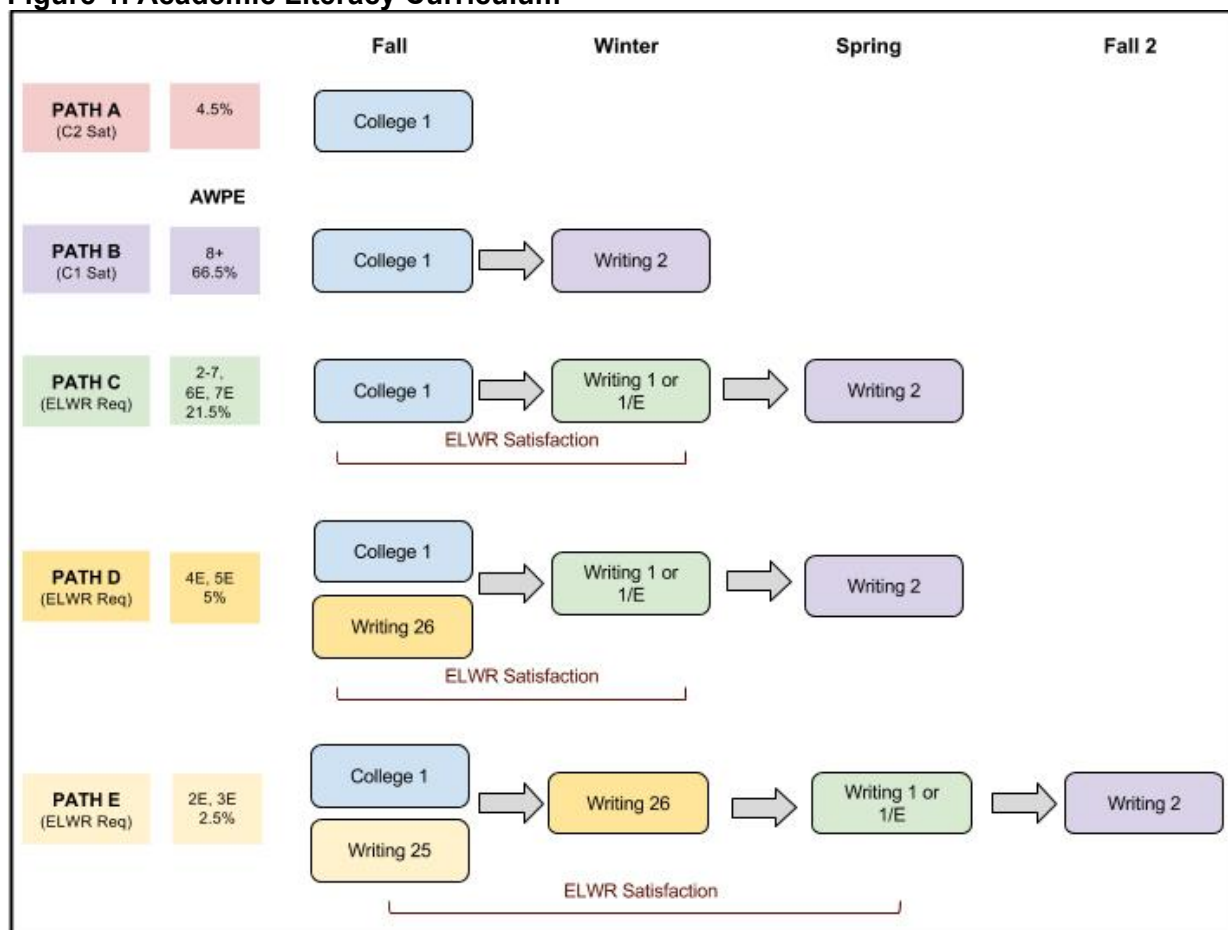 Figure 1: Academic Literacy Curriculum
Fall Winter Spring Fall 2
PATH A
(C2 Sat)
4.5%
College 1
AWPE
PATH B
(C1 Sat)
8+
66.5%
College 1
Writing 2
PATH C
(ELWR Req)
2-7,
6E, 7E
21.5%
College 1
Writing 1 or
1/E
Writing 2
ELWR Satisfaction
PATH D
(ELWR Req)
4E, 5E
5%
College 1
Writing 26
Writing 1 or
1/E
Writing 2
ELWR Satisfaction
PATH E
(ELWR Req)
2E, 3E
2.5%
College 1
Writing 25
Writing 26
Writing 1 or
1/E
Writing 2
ELWR Satisfaction